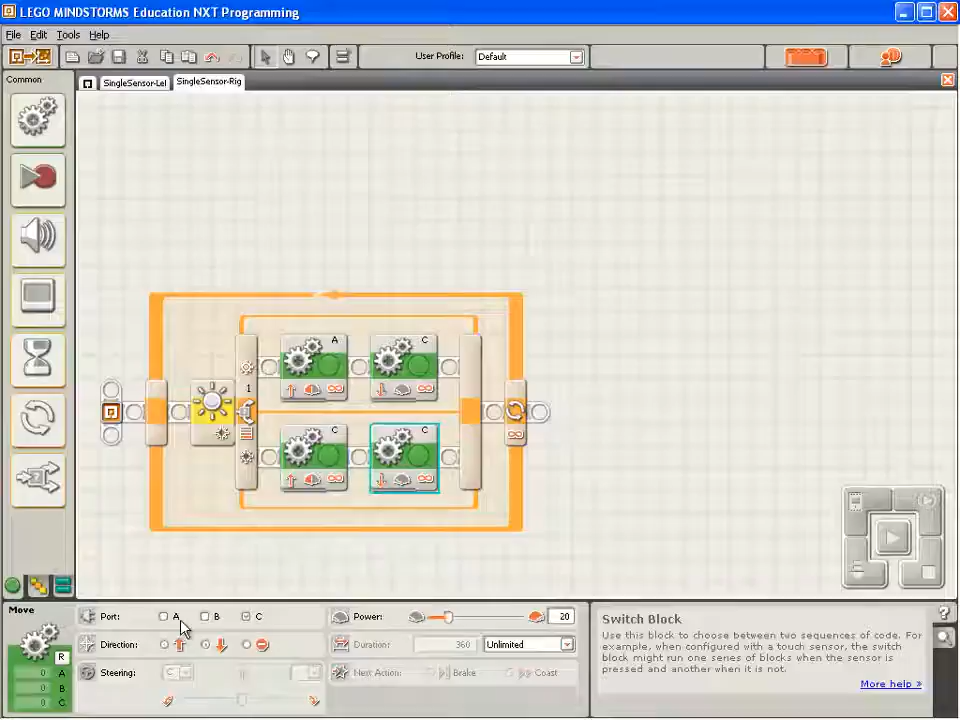 LEGO MINDSTORMS Education NXT Programming
File Edit Tools Help
User Profile: Default
Common
SingleSensor-Lef SingleSensor-Rig
A C
1
C C
Move
R
0 A
0 B
0 C
Port: A B C
Direction:
Steering: C
Power: 20
Duration: 360 Unlimited
Next Action: Brake Coast
Switch Block
Use this block to choose between two sequences of code. For
example, when configured with a touch sensor, the switch
block might run one series of blocks when the sensor is
pressed and another when it is not.
More help »
?